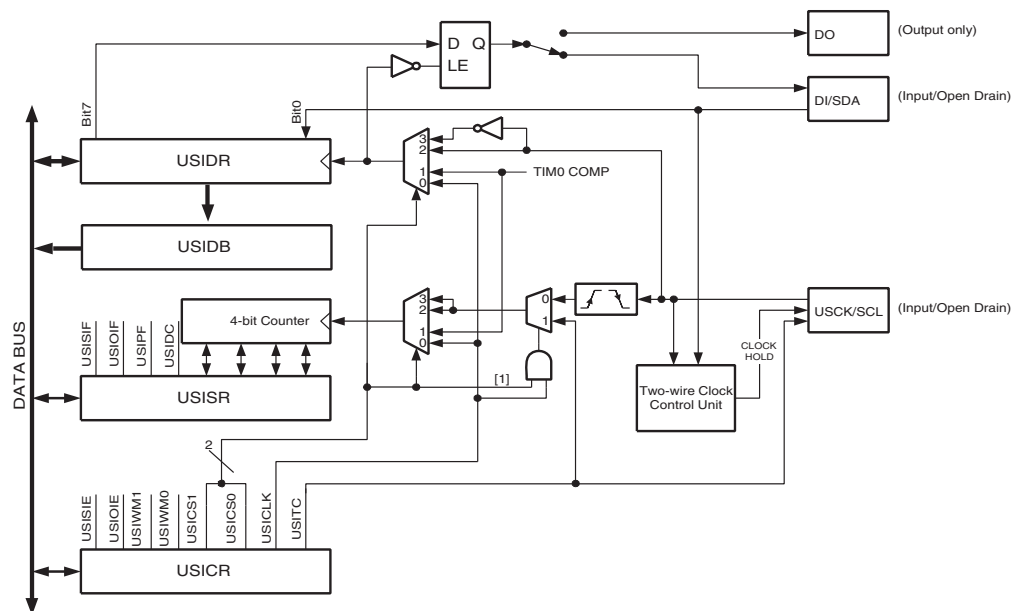 D Q
LE
DO
(Output only)
DI/SDA
(Input/Open Drain)
Bit7
Bit0
USIDR
3
2
1
0
TIM0 COMP
USIDB
DATA BUS
4-bit Counter
3
2
1
0
0
1
USCK/SCL
(Input/Open Drain)
CLOCK
HOLD
USISIF
USIOIF
USIPF
USIDC
USISR
[1]
Two-wire Clock
Control Unit
2
USISIE
USIOIE
USIWM1
USIWM0
USICS1
USICS0
USICLK
USITC
USICR